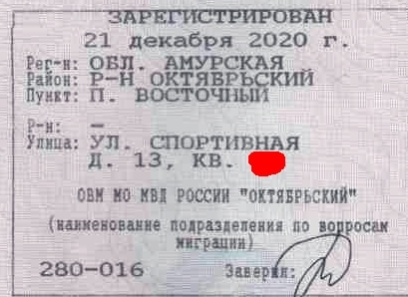 ЗАРЕГИСТРИРОВАН
21 декабря 2020 г.
Рег-н: ОБЛ. АМУРСКАЯ
Район: Р-Н ОКТЯБРЬСКИЙ
Пункт: П. ВОСТОЧНЫЙ
Р-н: –
Улица: УЛ. СПОРТИВНАЯ
Д. 13, КВ.
ОВМ МО МВД РОССИИ "ОКТЯБРЬСКИЙ"
(наименование подразделения по вопросам
миграции)
280-016 Заверил: